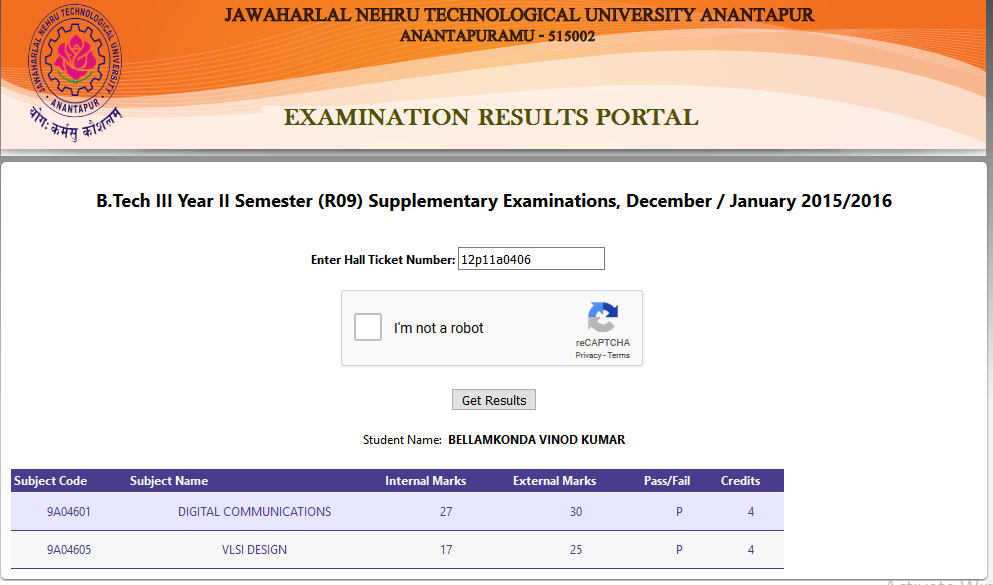 JAWAHARLAL NEHRU TECHNOLOGICAL UNIVERSITY ANANTAPUR
ANANTAPURAMU - 515002
JAWAHARLAL NEHRU TECHNOLOGICAL UNIVERSITY
ANANTAPUR
योगः कर्मसु कौशलम्
EXAMINATION RESULTS PORTAL
B.Tech III Year II Semester (R09) Supplementary Examinations, December / January 2015/2016
Enter Hall Ticket Number: 12p11a0406
I'm not a robot
reCAPTCHA
Privacy - Terms
Get Results
Student Name: BELLAMKONDA VINOD KUMAR
Subject Code Subject Name Internal Marks External Marks Pass/Fail Credits
9A04601 DIGITAL COMMUNICATIONS 27 30 P 4
9A04605 VLSI DESIGN 17 25 P 4